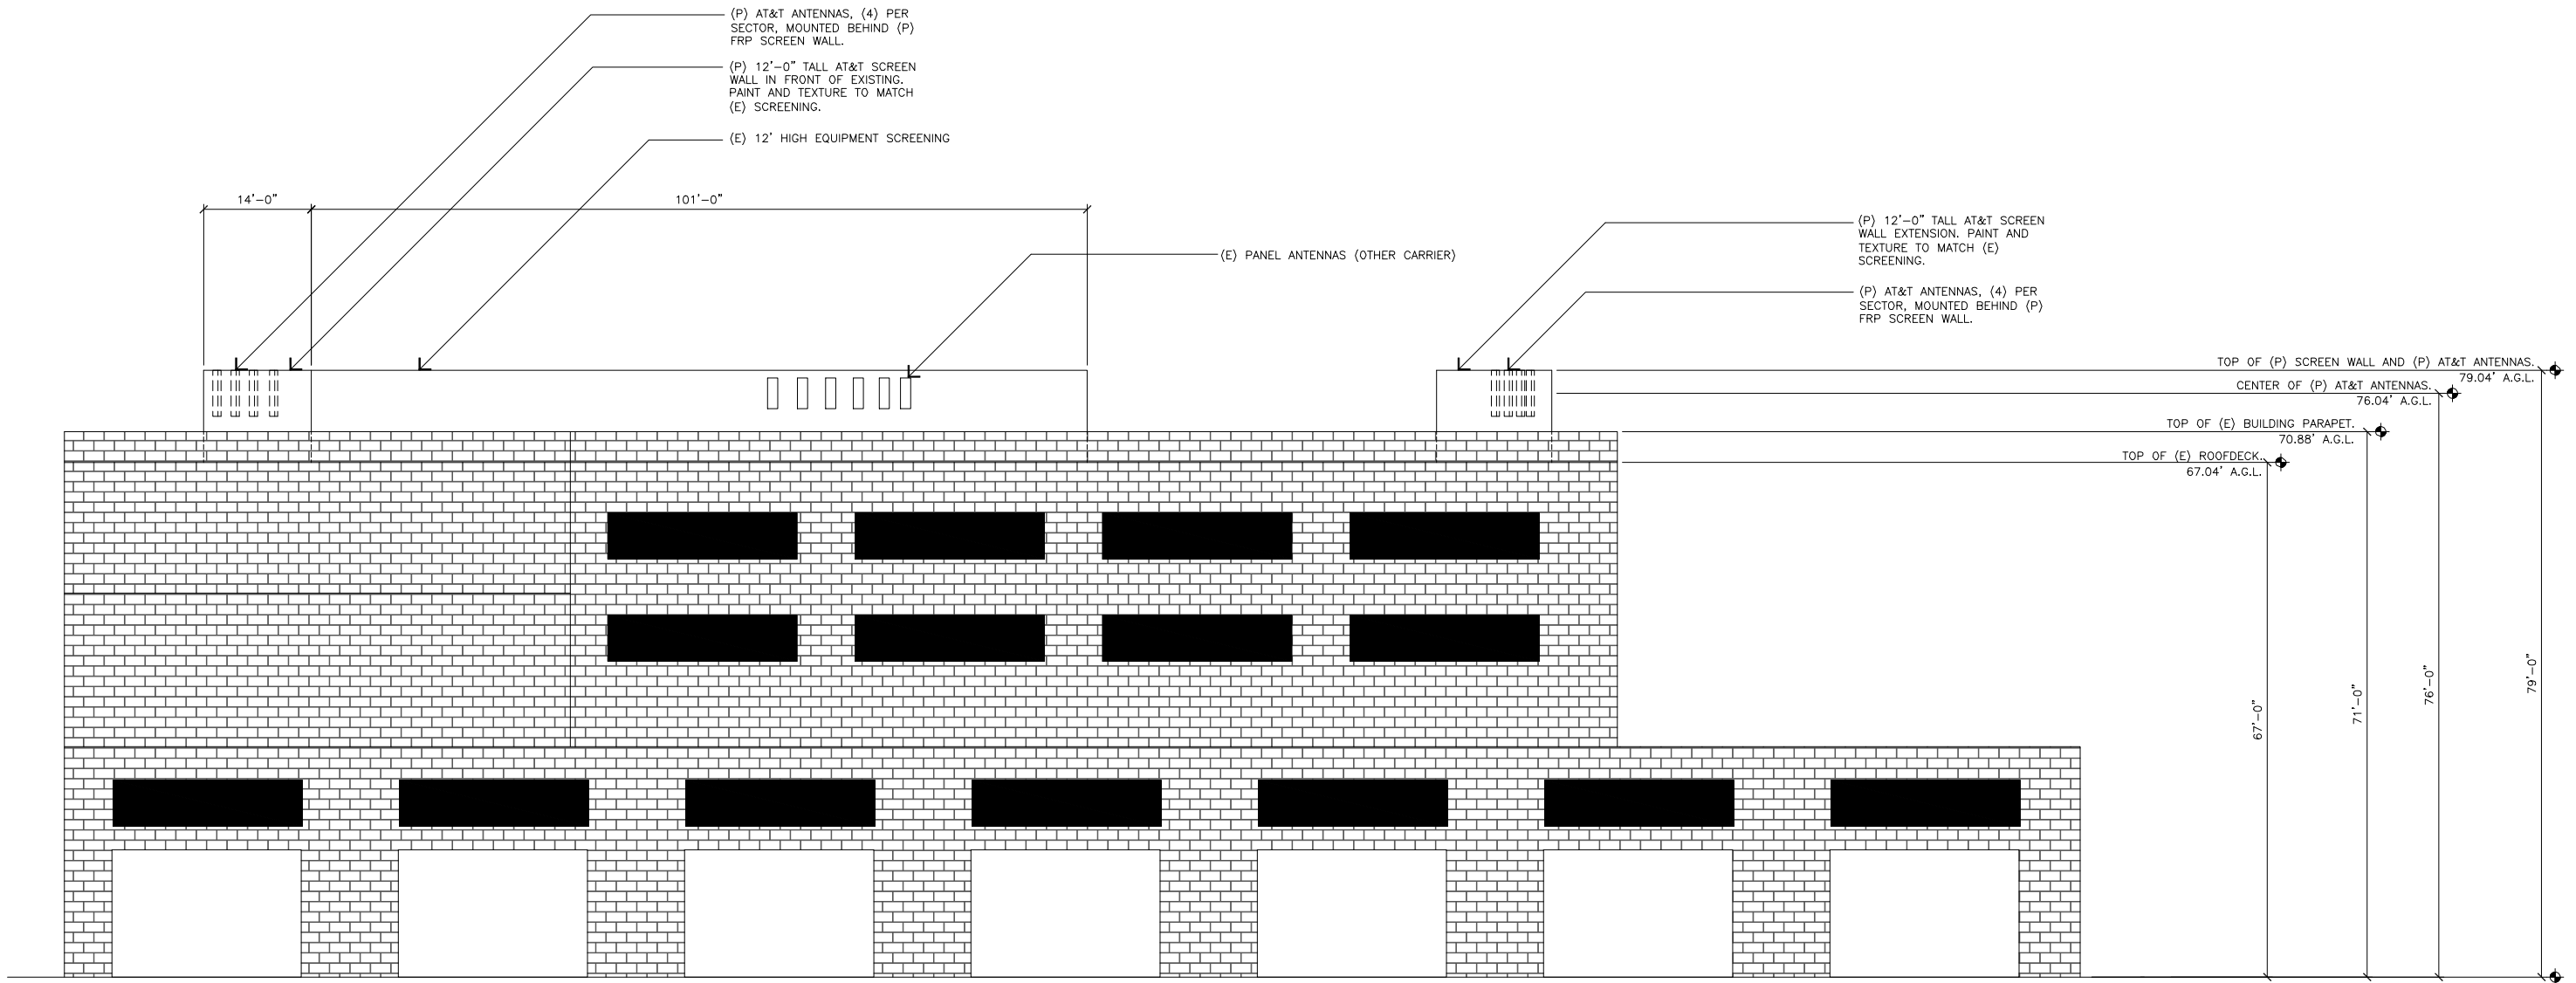 (P) AT&T ANTENNAS, (4) PER
SECTOR, MOUNTED BEHIND (P)
FRP SCREEN WALL.
(P) 12'-0" TALL AT&T SCREEN
WALL IN FRONT OF EXISTING.
PAINT AND TEXTURE TO MATCH
(E) SCREENING.
(E) 12' HIGH EQUIPMENT SCREENING
14'-0"
101'-0"
(E) PANEL ANTENNAS (OTHER CARRIER)
(P) 12'-0" TALL AT&T SCREEN
WALL EXTENSION. PAINT AND
TEXTURE TO MATCH (E)
SCREENING.
(P) AT&T ANTENNAS, (4) PER
SECTOR, MOUNTED BEHIND (P)
FRP SCREEN WALL.
TOP OF (P) SCREEN WALL AND (P) AT&T ANTENNAS.
79.04' A.G.L.
CENTER OF (P) AT&T ANTENNAS.
76.04' A.G.L.
TOP OF (E) BUILDING PARAPET.
70.88' A.G.L.
TOP OF (E) ROOFDECK.
67.04' A.G.L.
67'-0"
71'-0"
76'-0"
79'-0"